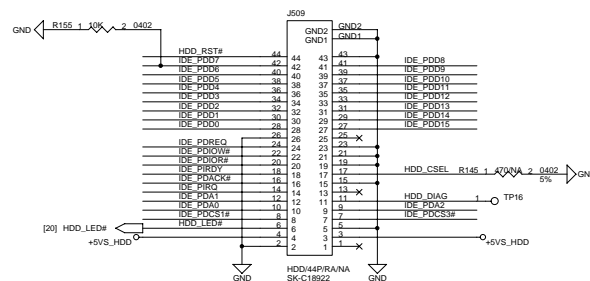 J509
GND R155 1 10K 2 0402
GND2 GND2
GND1 GND1
HDD_RST# 44 44 43 43
IDE_PDD7 42 42 41 41 IDE_PDD8
IDE_PDD6 40 40 39 39 IDE_PDD9
IDE_PDD5 38 38 37 37 IDE_PDD10
IDE_PDD4 36 36 35 35 IDE_PDD11
IDE_PDD3 34 34 33 33 IDE_PDD12
IDE_PDD2 32 32 31 31 IDE_PDD13
IDE_PDD1 30 30 29 29 IDE_PDD14
IDE_PDD0 28 28 27 27 IDE_PDD15
26 26 25 25
IDE_PDREQ 24 24 23 23
IDE_PDIOW# 22 22 21 21
IDE_PDIOR# 20 20 19 19
IDE_PIRDY 18 18 17 17 HDD_CSEL R145 1 470/NA 2 0402 GN
IDE_PDACK# 16 16 15 15 5%
IDE_PIRQ 14 14 13 13
IDE_PDA1 12 12 11 11 HDD_DIAG 1 TP16
IDE_PDA0 10 10 9 9 IDE_PDA2
IDE_PDCS1# 8 8 7 7 IDE_PDCS3#
[20] HDD_LED# HDD_LED# 6 6 5 5
+5VS_HDD 4 4 3 3 +5VS_HDD
2 2 1 1
GND HDD/44P/RA/NA GND
SK-C18922